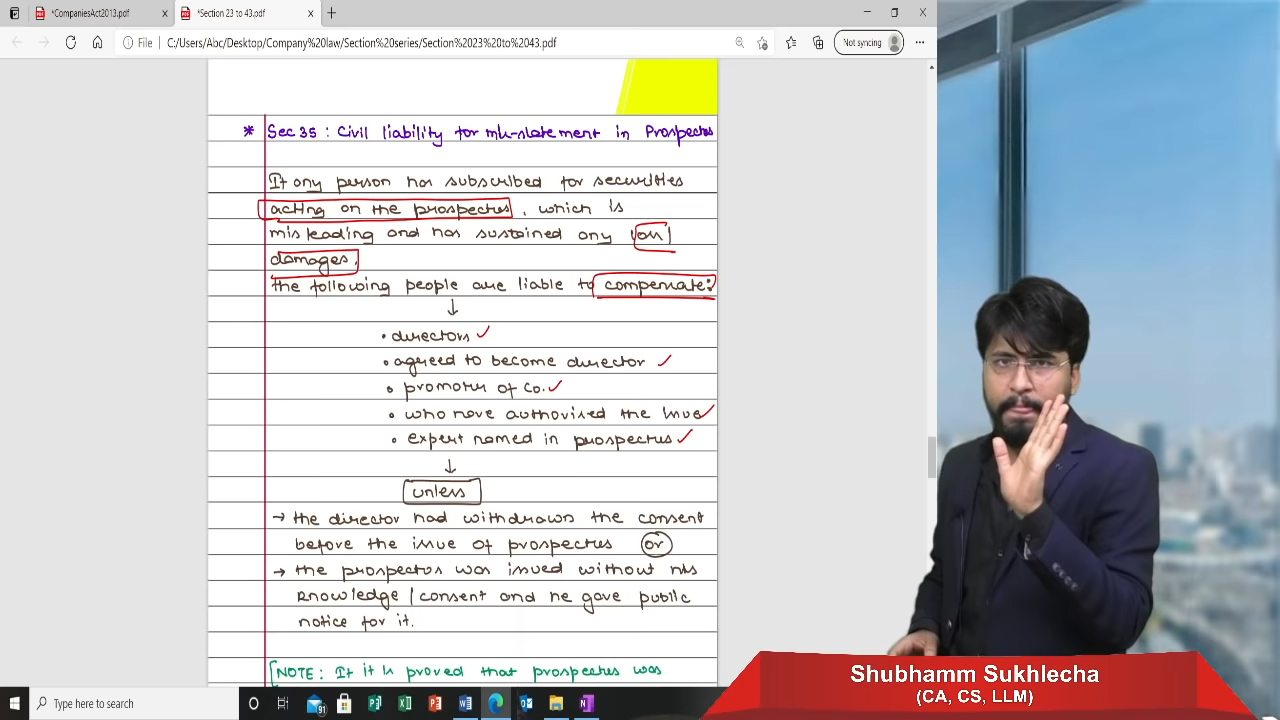 *CompaniesAct2013.pdf
*Section 23 to 43.pdf
File
C:/Users/Abc/Desktop/Company%20law/Section%20series/Section%2023%20to%2043.pdf
Not syncing
* Sec 35 : Civil liability for mis-statement in Prospectus
If any person has subscribed for securities
acting on the prospectus, which is
misleading and has sustained any loss/
damages.
The following people are liable to compensate:
↓
• directors ✓
• agreed to become director ✓
• promoter of co. ✓
• who have authorised the issue ✓
• expert named in prospectus ✓
↓
unless
→ the director had withdrawn the consent
before the issue of prospectus or
→ the prospectus was issued without his
knowledge / consent and he gave public
notice for it.
[NOTE: If it is proved that prospectus was
Type here to search
91
Shubhamm Sukhlecha
(CA, CS, LLM)